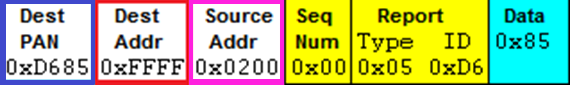 Dest Dest Source Seq Report Data
PAN Addr Addr Num Type ID 0x85
0xD685 0xFFFF 0x0200 0x00 0x05 0xD6